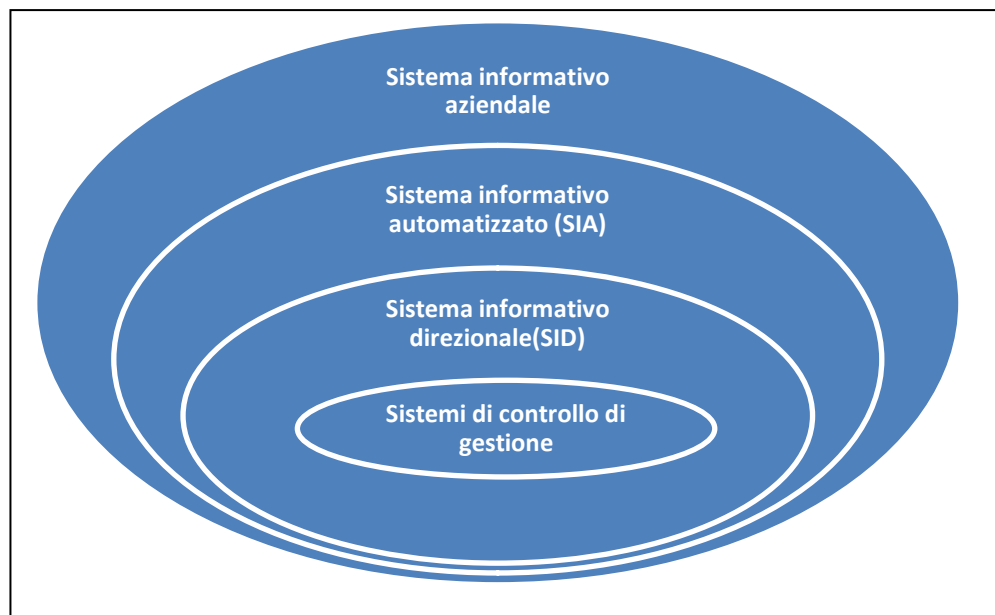 Sistema informativo
aziendale
Sistema informativo
automatizzato (SIA)
Sistema informativo
direzionale(SID)
Sistemi di controllo di
gestione